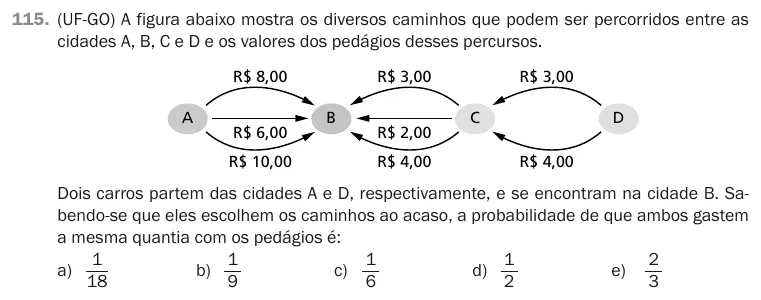 115. (UF-GO) A figura abaixo mostra os diversos caminhos que podem ser percorridos entre as
cidades A, B, C e D e os valores dos pedágios desses percursos.
R$ 8,00 R$ 3,00 R$ 3,00
A B C D
R$ 6,00 R$ 2,00
R$ 10,00 R$ 4,00 R$ 4,00
Dois carros partem das cidades A e D, respectivamente, e se encontram na cidade B. Sa-
bendo-se que eles escolhem os caminhos ao acaso, a probabilidade de que ambos gastem
a mesma quantia com os pedágios é:
a) 1/18 b) 1/9 c) 1/6 d) 1/2 e) 2/3